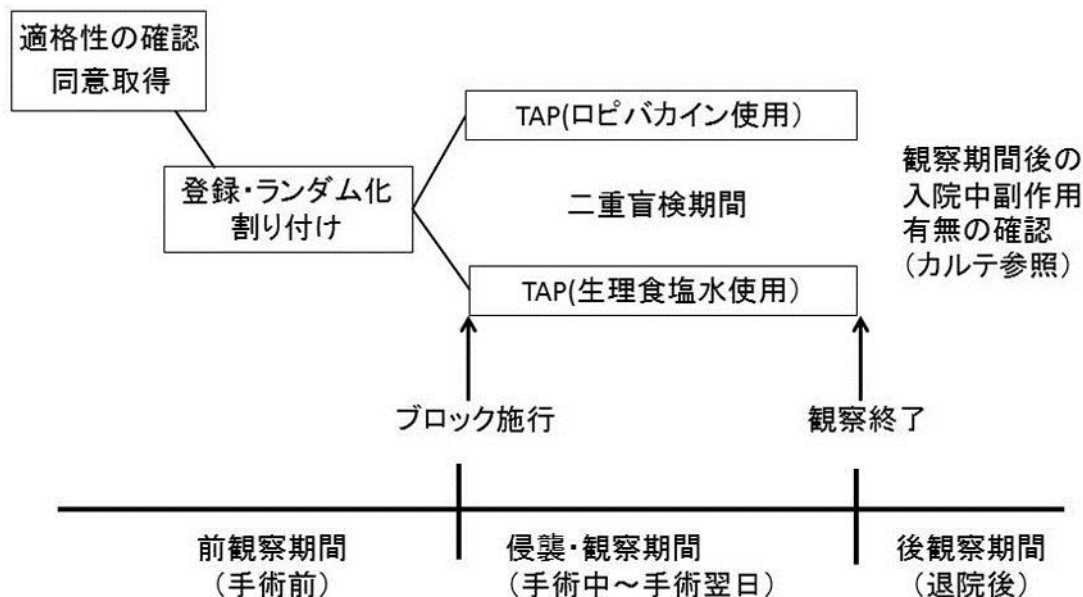 適格性の確認
同意取得
登録・ランダム化
割り付け
TAP(ロピバカイン使用)
二重盲検期間
TAP(生理食塩水使用)
観察期間後の
入院中副作用
有無の確認
(カルテ参照)
ブロック施行
観察終了
前観察期間
(手術前)
侵襲・観察期間
(手術中～手術翌日)
後観察期間
(退院後)